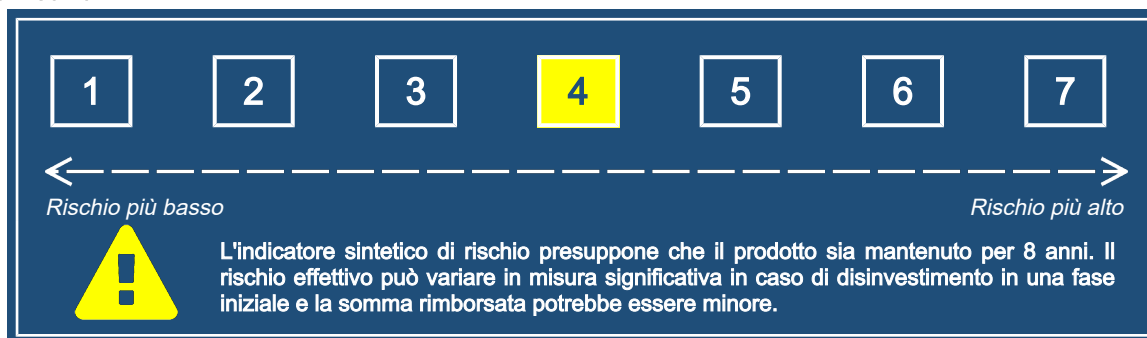 1 2 3 4 5 6 7
Rischio più basso Rischio più alto
L'indicatore sintetico di rischio presuppone che il prodotto sia mantenuto per 8 anni. Il
rischio effettivo può variare in misura significativa in caso di disinvestimento in una fase
iniziale e la somma rimborsata potrebbe essere minore.